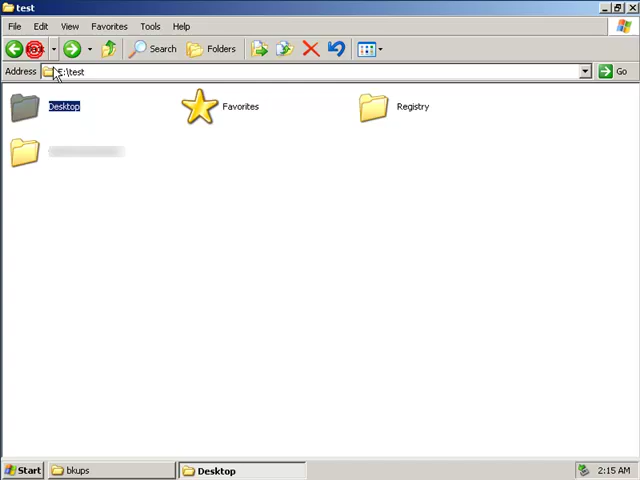 test
File Edit View Favorites Tools Help
Search Folders
Address E:\test Go
Desktop Favorites Registry
Start bkups Desktop 2:15 AM